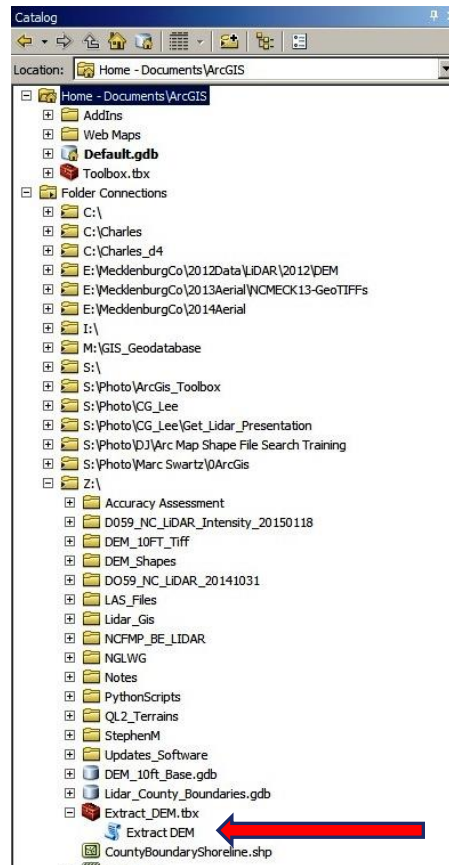 Catalog
Location: Home - Documents\ArcGIS
Home - Documents\ArcGIS
AddIns
Web Maps
Default.gdb
Toolbox.tbx
Folder Connections
C:\
C:\Charles
C:\Charles_d4
E:\MecklenburgCo\2012Data\LiDAR\2012\DEM
E:\MecklenburgCo\2013Aerial\NCMECK13-GeoTIFFs
E:\MecklenburgCo\2014Aerial
I:\
M:\GIS_Geodatabase
S:\
S:\Photo\ArcGis_Toolbox
S:\Photo\CG_Lee
S:\Photo\CG_Lee\Get_Lidar_Presentation
S:\Photo\DJ\Arc Map Shape File Search Training
S:\Photo\Marc Swartz\0ArcGis
Z:\
Accuracy Assessment
D059_NC_LiDAR_Intensity_20150118
DEM_10FT_Tiff
DEM_Shapes
DO59_NC_LiDAR_20141031
LAS_Files
Lidar_Gis
NCFMP_BE_LIDAR
NGLWG
Notes
PythonScripts
QL2_Terrains
StephenM
Updates_Software
DEM_10ft_Base.gdb
Lidar_County_Boundaries.gdb
Extract_DEM.tbx
Extract DEM
CountyBoundaryShoreline.shp